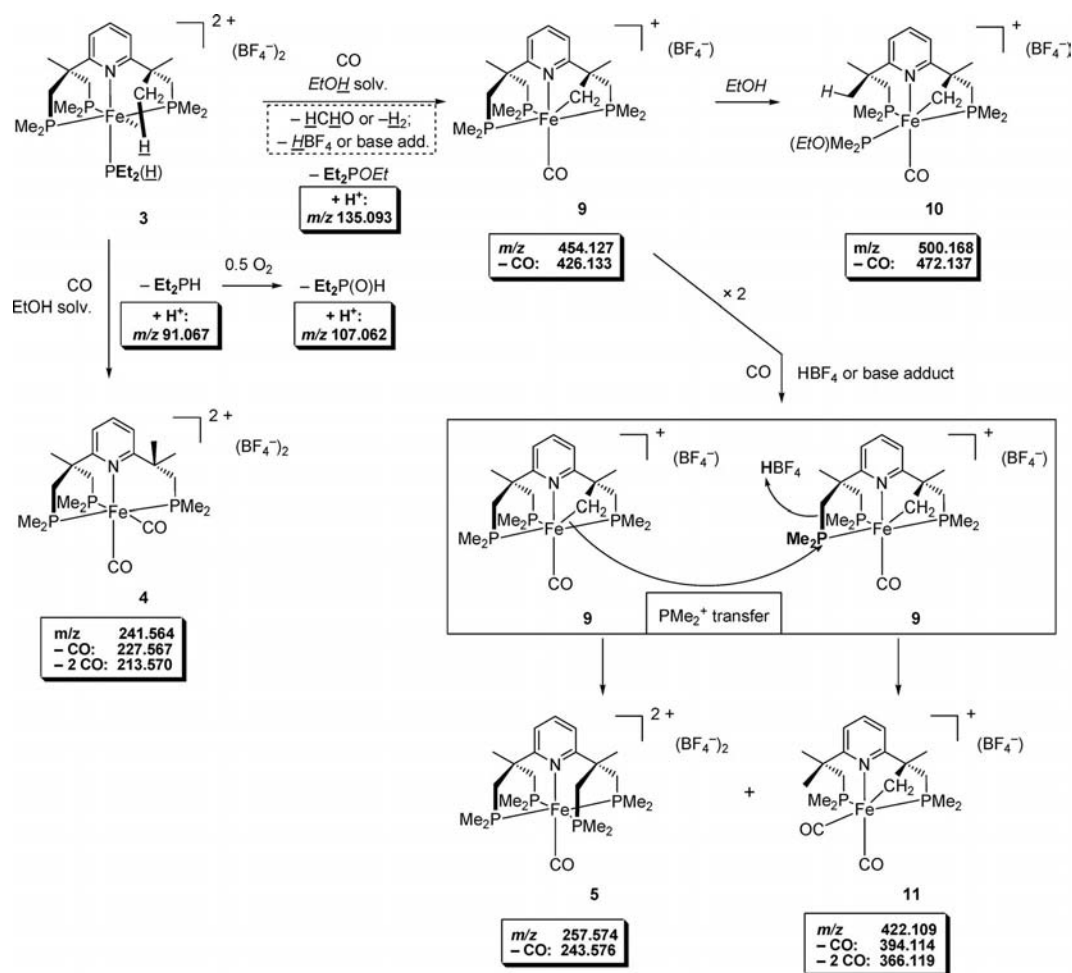 2 +
(BF4⁻)2
N
CH2
Me2P
PMe2
Me2P
Fe
H
PEt2(H)
3
CO
EtOH solv.
– HCHO or –H2;
– HBF4 or base add.
– Et2POEt
+ H⁺:
m/z 135.093
+
(BF4⁻)
N
CH2
Me2P
PMe2
Me2P
Fe
CO
9
m/z 454.127
– CO: 426.133
EtOH
+
(BF4⁻)
N
H
CH2
Me2P
PMe2
Fe
(EtO)Me2P
CO
10
m/z 500.168
– CO: 472.137
CO
EtOH solv.
– Et2PH
+ H⁺:
m/z 91.067
0.5 O2
– Et2P(O)H
+ H⁺:
m/z 107.062
× 2
CO
HBF4 or base adduct
2 +
(BF4⁻)2
N
Me2P
PMe2
Me2P
Fe
CO
CO
4
m/z 241.564
– CO: 227.567
– 2 CO: 213.570
+
(BF4⁻)
N
CH2
Me2P
PMe2
Me2P
Fe
CO
9
+
(BF4⁻)
HBF4
N
CH2
Me2P
PMe2
Me2P
Fe
CO
9
PMe2⁺ transfer
2 +
(BF4⁻)2
N
Me2P
PMe2
Me2P
Fe
PMe2
CO
5
m/z 257.574
– CO: 243.576
+
+
(BF4⁻)
N
CH2
Me2P
PMe2
Fe
OC
CO
11
m/z 422.109
– CO: 394.114
– 2 CO: 366.119